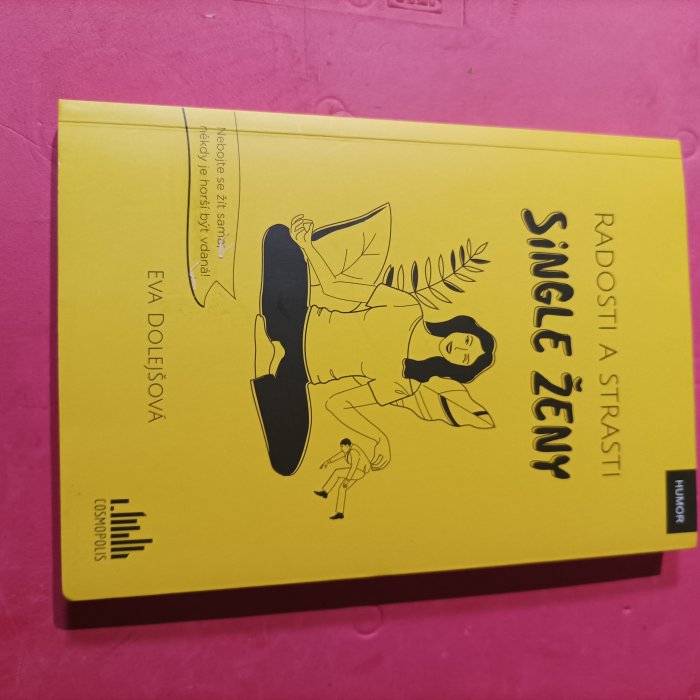 HUMOR
RADOSTI A STRASTI
SINGLE ŽENY
Nebojte se žít sama,
někdy je horší být vdaná!
EVA DOLEJŠOVÁ
COSMOPOLIS